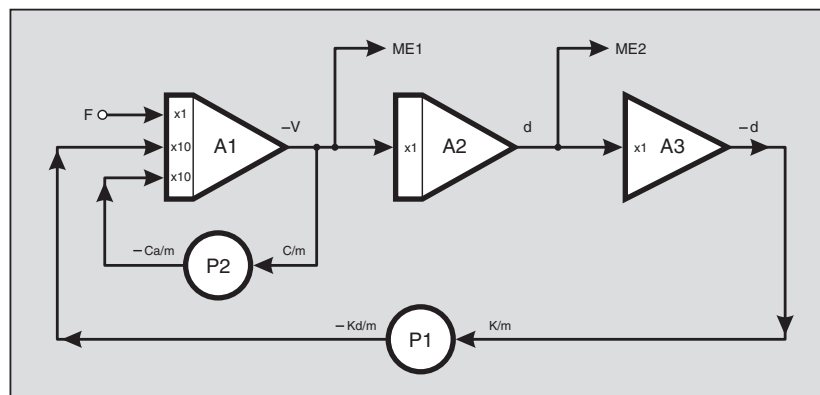 ME1
ME2
F
x1
x10
x10
A1
–V
x1
A2
d
x1
A3
–d
–Ca/m
P2
C/m
–Kd/m
P1
K/m